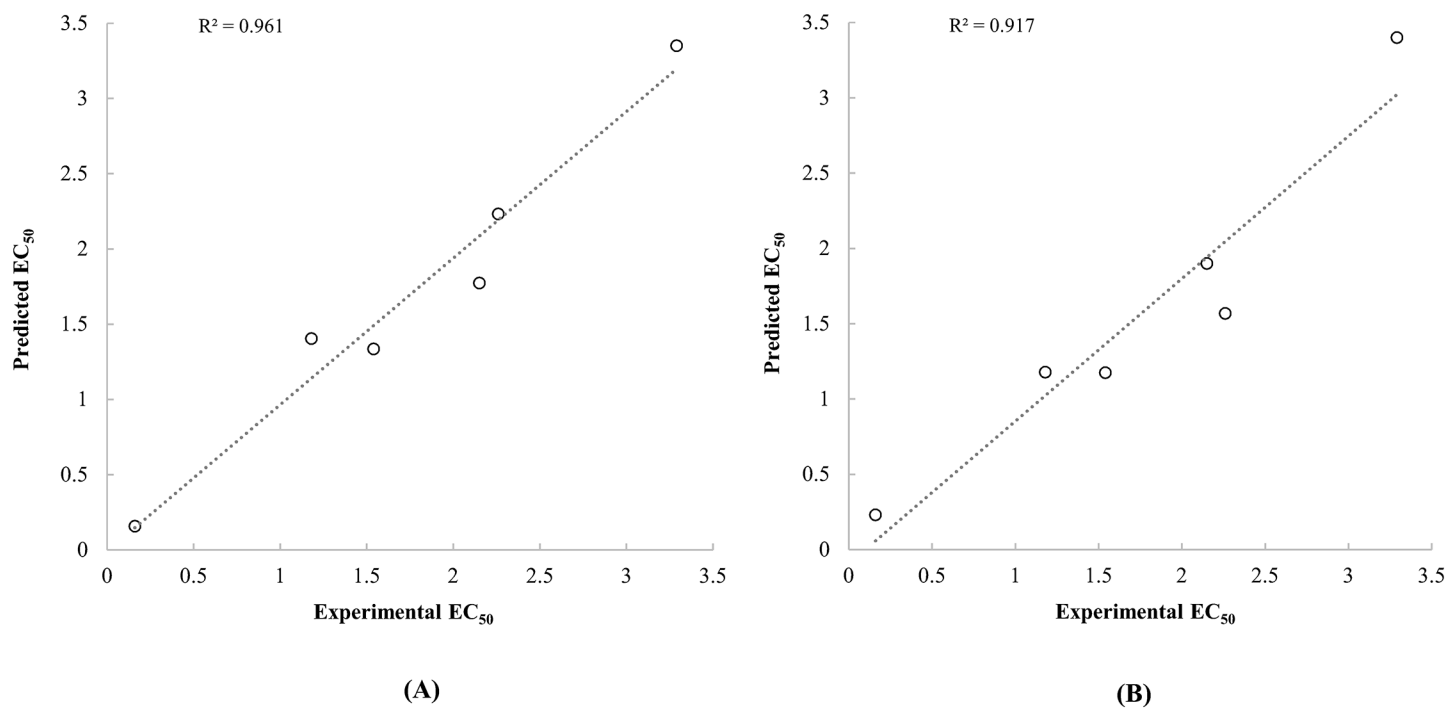 R² = 0.961
3.5
3
2.5
2
1.5
1
0.5
0
0 0.5 1 1.5 2 2.5 3 3.5
Predicted EC₅₀
Experimental EC₅₀
(A)
R² = 0.917
3.5
3
2.5
2
1.5
1
0.5
0
0 0.5 1 1.5 2 2.5 3 3.5
Predicted EC₅₀
Experimental EC₅₀
(B)